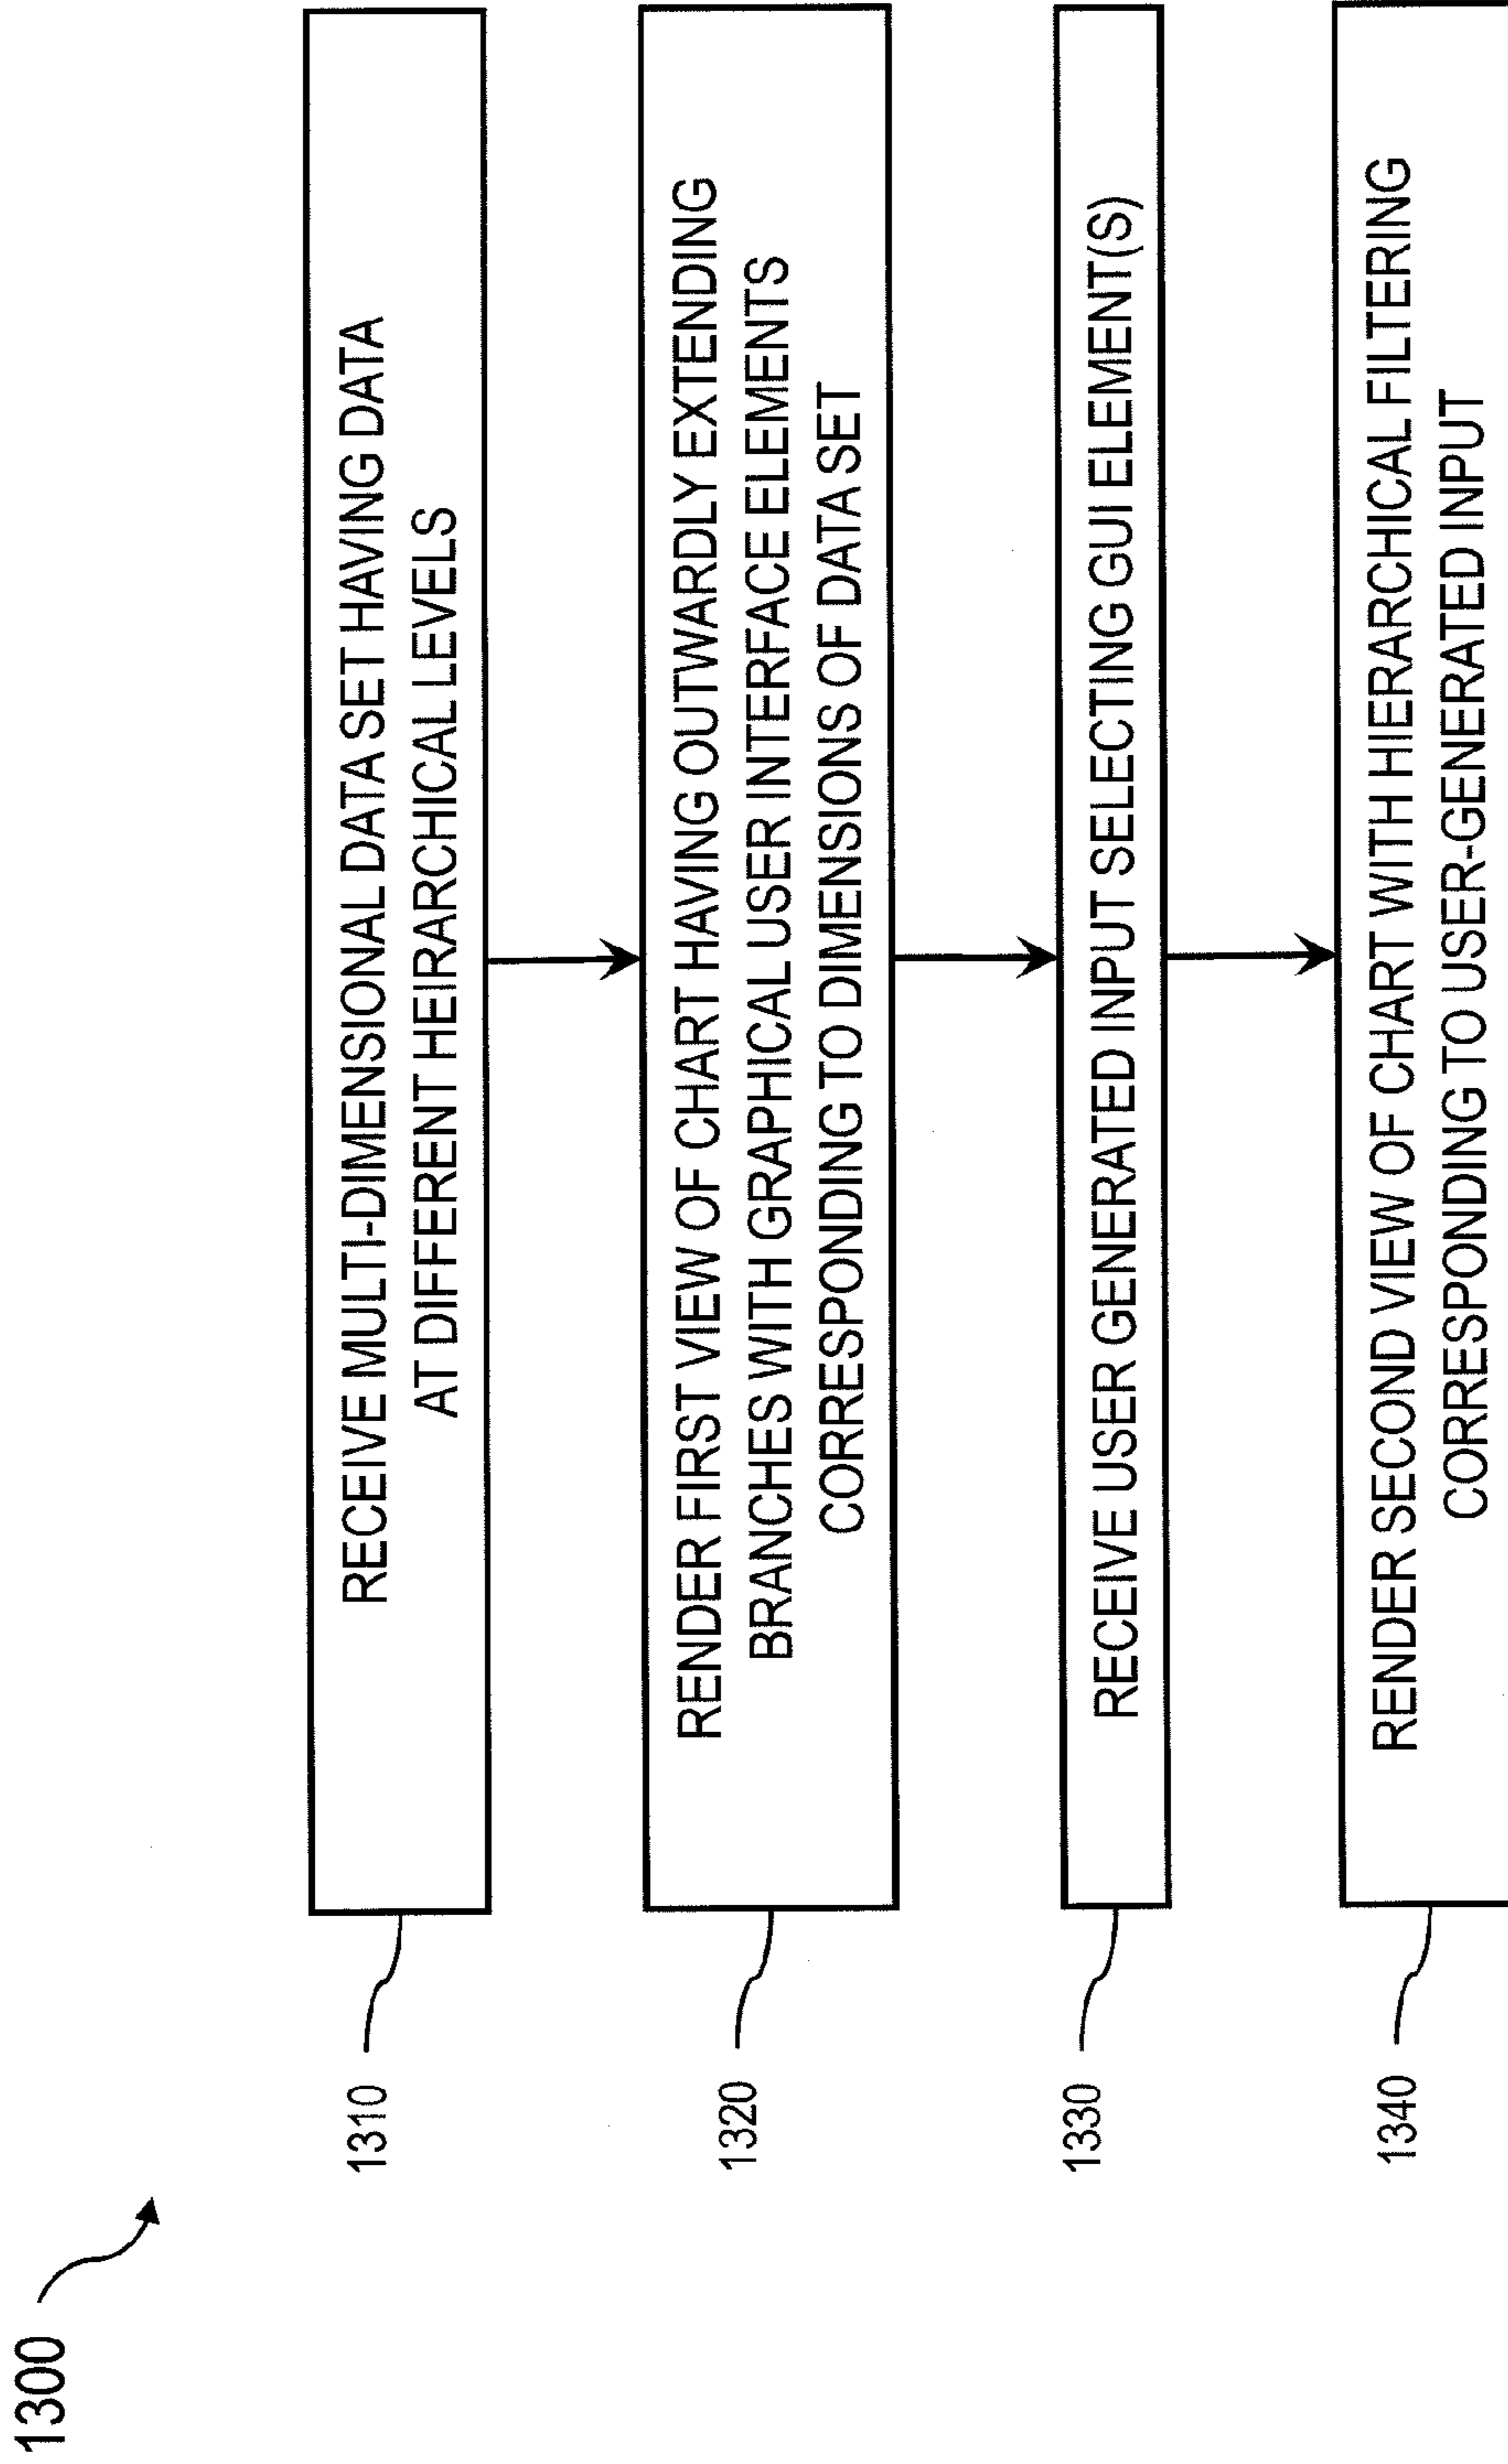 1300
1310
RECEIVE MULTI-DIMENSIONAL DATA SET HAVING DATA
AT DIFFERENT HEIRARCHICAL LEVELS
1320
RENDER FIRST VIEW OF CHART HAVING OUTWARDLY EXTENDING
BRANCHES WITH GRAPHICAL USER INTERFACE ELEMENTS
CORRESPONDING TO DIMENSIONS OF DATA SET
1330
RECEIVE USER GENERATED INPUT SELECTING GUI ELEMENT(S)
1340
RENDER SECOND VIEW OF CHART WITH HIERARCHICAL FILTERING
CORRESPONDING TO USER-GENERATED INPUT